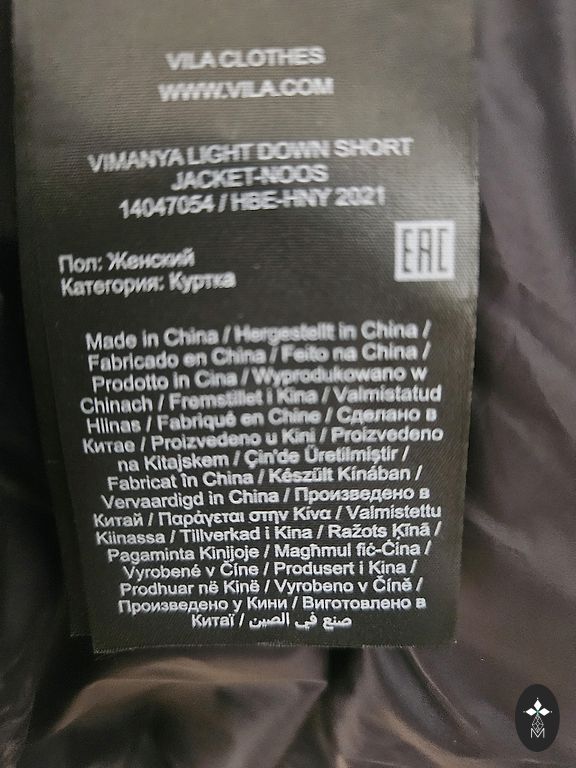 VILA CLOTHES
WWW.VILA.COM
VIMANYA LIGHT DOWN SHORT
JACKET-NOOS
14047054 / HBE-HNY 2021
Пол: Женский
Категория: Куртка
EAC
Made in China / Hergestellt in China /
Fabricado en China / Feito na China /
Prodotto in Cina / Wyprodukowano w
Chinach / Fremstillet i Kina / Valmistatud
Hiinas / Fabriqué en Chine / Сделано в
Китае / Proizvedeno u Kini / Proizvedeno
na Kitajskem / Çin'de Üretilmiştir /
Fabricat în China / Készült Kínában /
Vervaardigd in China / Произведено в
Китай / Παράγεται στην Κίνα / Valmistettu
Kiinassa / Tillverkad i Kina / Ražots Ķīnā /
Pagaminta Kinijoje / Magħmul fiċ-Ċina /
Vyrobené v Číne / Produsert i Kina /
Prodhuar në Kinë / Vyrobeno v Číně /
Произведено у Кини / Виготовлено в
Китаї / صنع في الصين
M